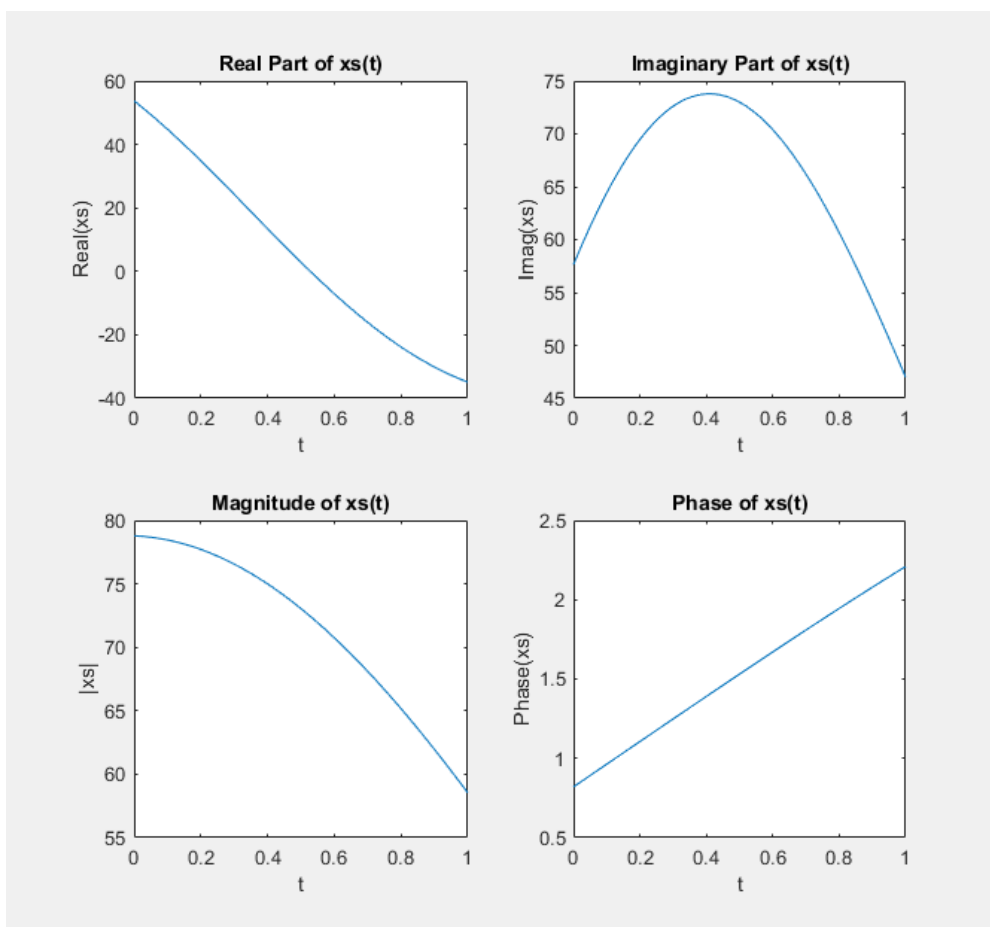 Real Part of xs(t)
60
40
20
0
-20
-40
Real(xs)
0 0.2 0.4 0.6 0.8 1
t
Imaginary Part of xs(t)
75
70
65
60
55
50
45
Imag(xs)
0 0.2 0.4 0.6 0.8 1
t
Magnitude of xs(t)
80
75
70
65
60
55
|xs|
0 0.2 0.4 0.6 0.8 1
t
Phase of xs(t)
2.5
2
1.5
1
0.5
Phase(xs)
0 0.2 0.4 0.6 0.8 1
t